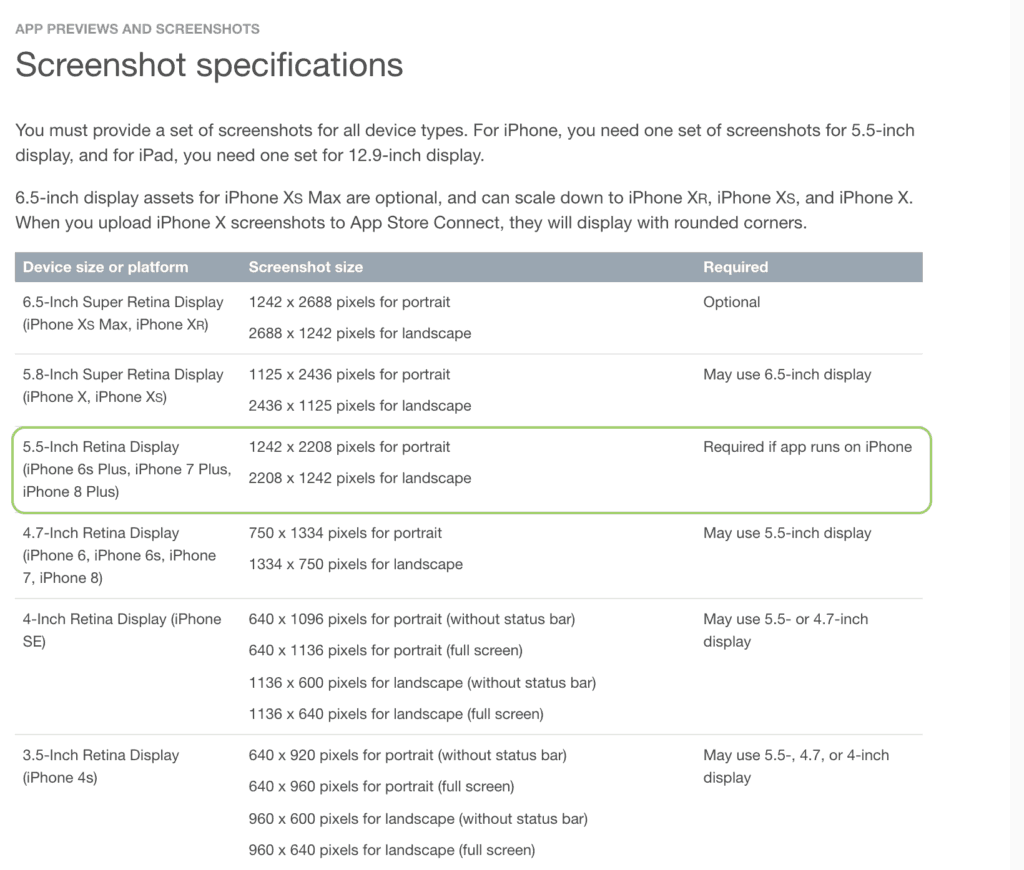 APP PREVIEWS AND SCREENSHOTS
Screenshot specifications
You must provide a set of screenshots for all device types. For iPhone, you need one set of screenshots for 5.5-inch
display, and for iPad, you need one set for 12.9-inch display.
6.5-inch display assets for iPhone Xs Max are optional, and can scale down to iPhone XR, iPhone Xs, and iPhone X.
When you upload iPhone X screenshots to App Store Connect, they will display with rounded corners.
Device size or platform Screenshot size Required
6.5-Inch Super Retina Display 1242 x 2688 pixels for portrait Optional
(iPhone Xs Max, iPhone XR)
2688 x 1242 pixels for landscape
5.8-Inch Super Retina Display 1125 x 2436 pixels for portrait May use 6.5-inch display
(iPhone X, iPhone Xs)
2436 x 1125 pixels for landscape
5.5-Inch Retina Display 1242 x 2208 pixels for portrait Required if app runs on iPhone
(iPhone 6s Plus, iPhone 7 Plus,
2208 x 1242 pixels for landscape
iPhone 8 Plus)
4.7-Inch Retina Display 750 x 1334 pixels for portrait May use 5.5-inch display
(iPhone 6, iPhone 6s, iPhone
1334 x 750 pixels for landscape
7, iPhone 8)
4-Inch Retina Display (iPhone 640 x 1096 pixels for portrait (without status bar) May use 5.5- or 4.7-inch
SE) display
640 x 1136 pixels for portrait (full screen)
1136 x 600 pixels for landscape (without status bar)
1136 x 640 pixels for landscape (full screen)
3.5-Inch Retina Display 640 x 920 pixels for portrait (without status bar) May use 5.5-, 4.7, or 4-inch
(iPhone 4s) display
640 x 960 pixels for portrait (full screen)
960 x 600 pixels for landscape (without status bar)
960 x 640 pixels for landscape (full screen)